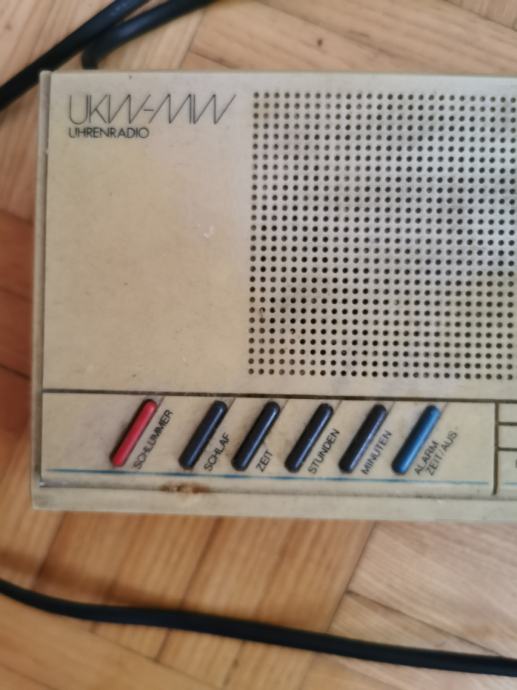 UKW-MW
UHRENRADIO
SCHLUMMER
SCHLAF
ZEIT
STUNDEN
MINUTEN
ALARM
ZEIT/AUS